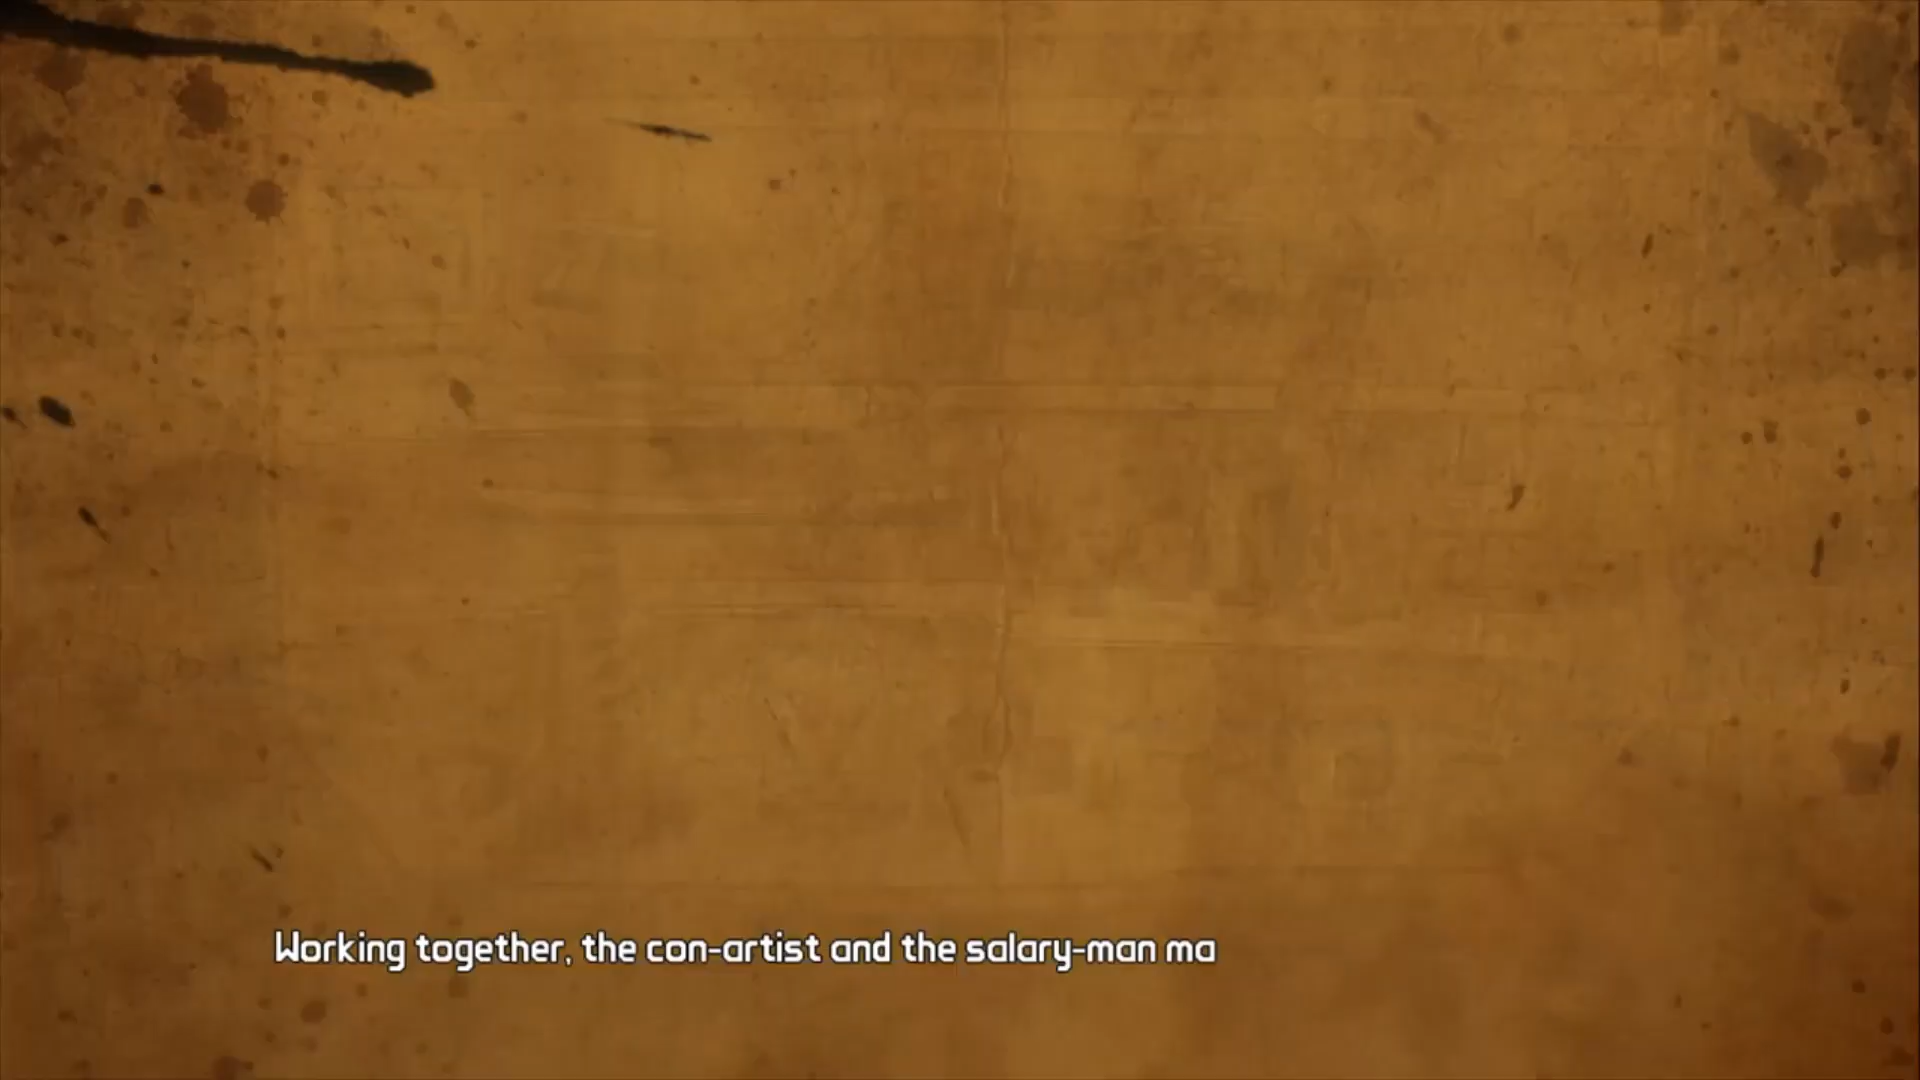 Working together, the con-artist and the salary-man ma